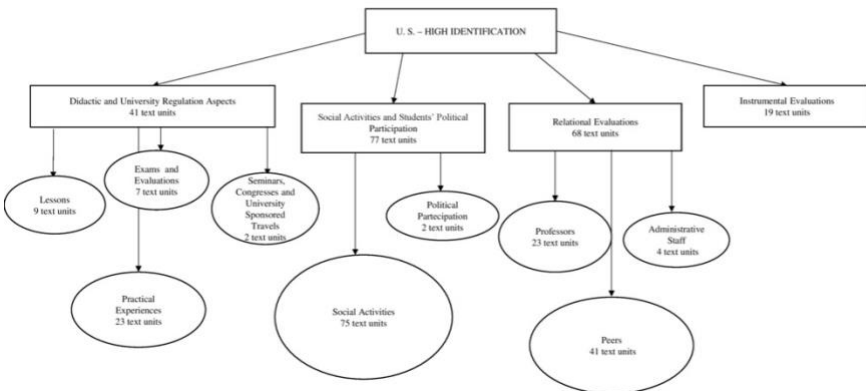 U. S. – HIGH IDENTIFICATION
Didactic and University Regulation Aspects
41 text units
Social Activities and Students' Political
Participation
77 text units
Relational Evaluations
68 text units
Instrumental Evaluations
19 text units
Lessons
9 text units
Exams and
Evaluations
7 text units
Seminars,
Congresses and
University
Sponsored
Travels
2 text units
Practical
Experiences
23 text units
Social Activities
75 text units
Political
Partecipation
2 text units
Professors
23 text units
Administrative
Staff
4 text units
Peers
41 text units